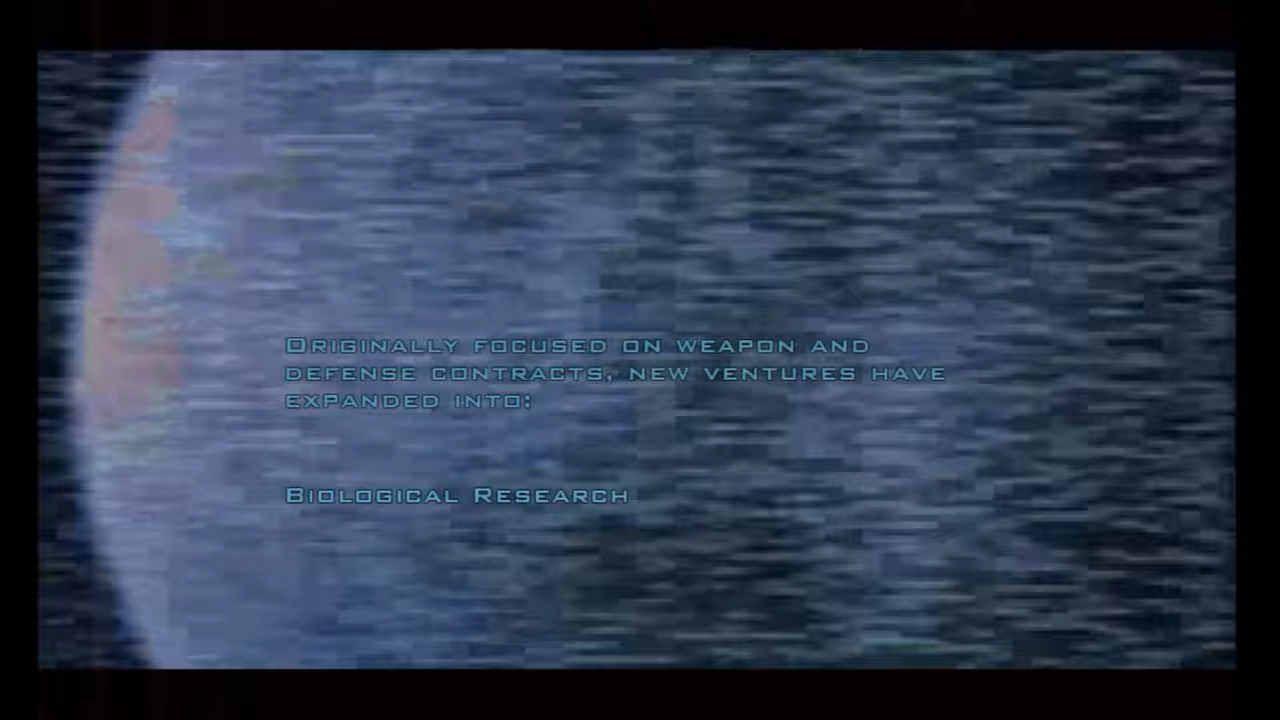 Originally focused on weapon and
defense contracts, new ventures have
expanded into:
Biological Research